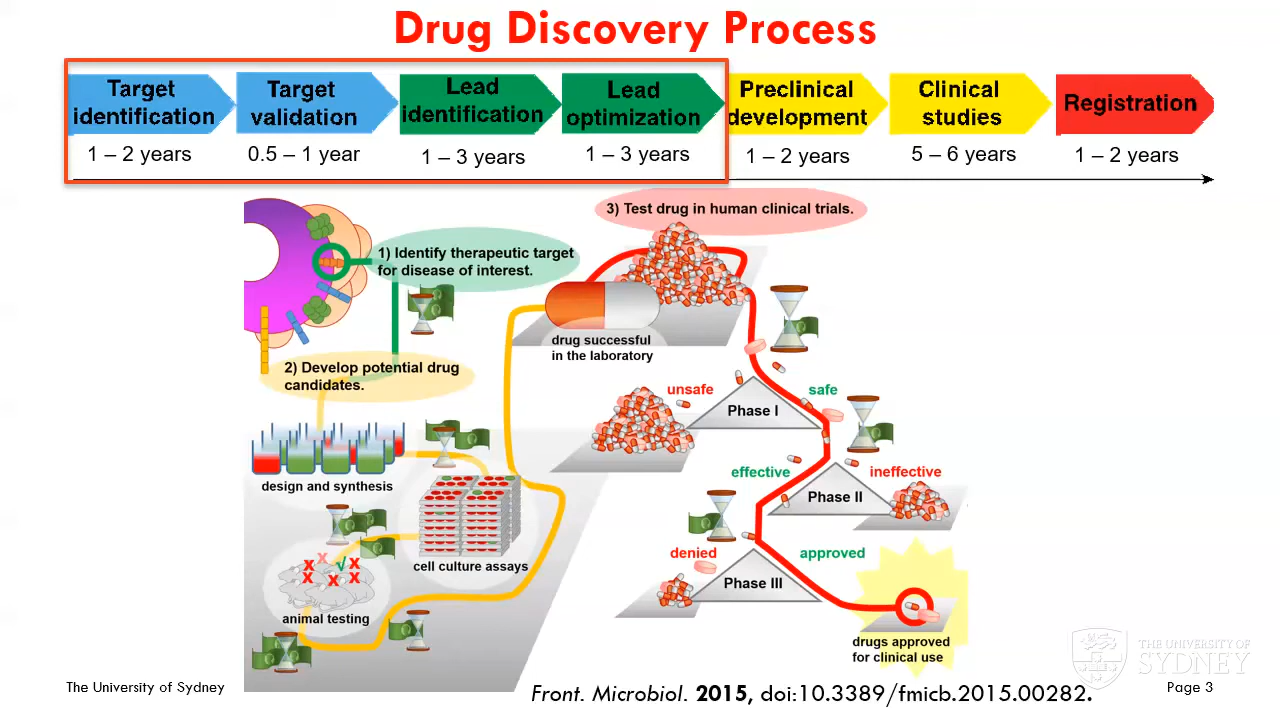 Drug Discovery Process
Target
identification
Target
validation
Lead
identification
Lead
optimization
Preclinical
development
Clinical
studies
Registration
1 – 2 years
0.5 – 1 year
1 – 3 years
1 – 3 years
1 – 2 years
5 – 6 years
1 – 2 years
3) Test drug in human clinical trials.
1) Identify therapeutic target
for disease of interest.
drug successful
in the laboratory
2) Develop potential drug
candidates.
unsafe
safe
Phase I
design and synthesis
effective
ineffective
Phase II
cell culture assays
denied
approved
Phase III
x
x
√
x
x
x
x
animal testing
drugs approved
for clinical use
The University of Sydney
Front. Microbiol. 2015, doi:10.3389/fmicb.2015.00282.
THE UNIVERSITY OF
SYDNEY
Page 3